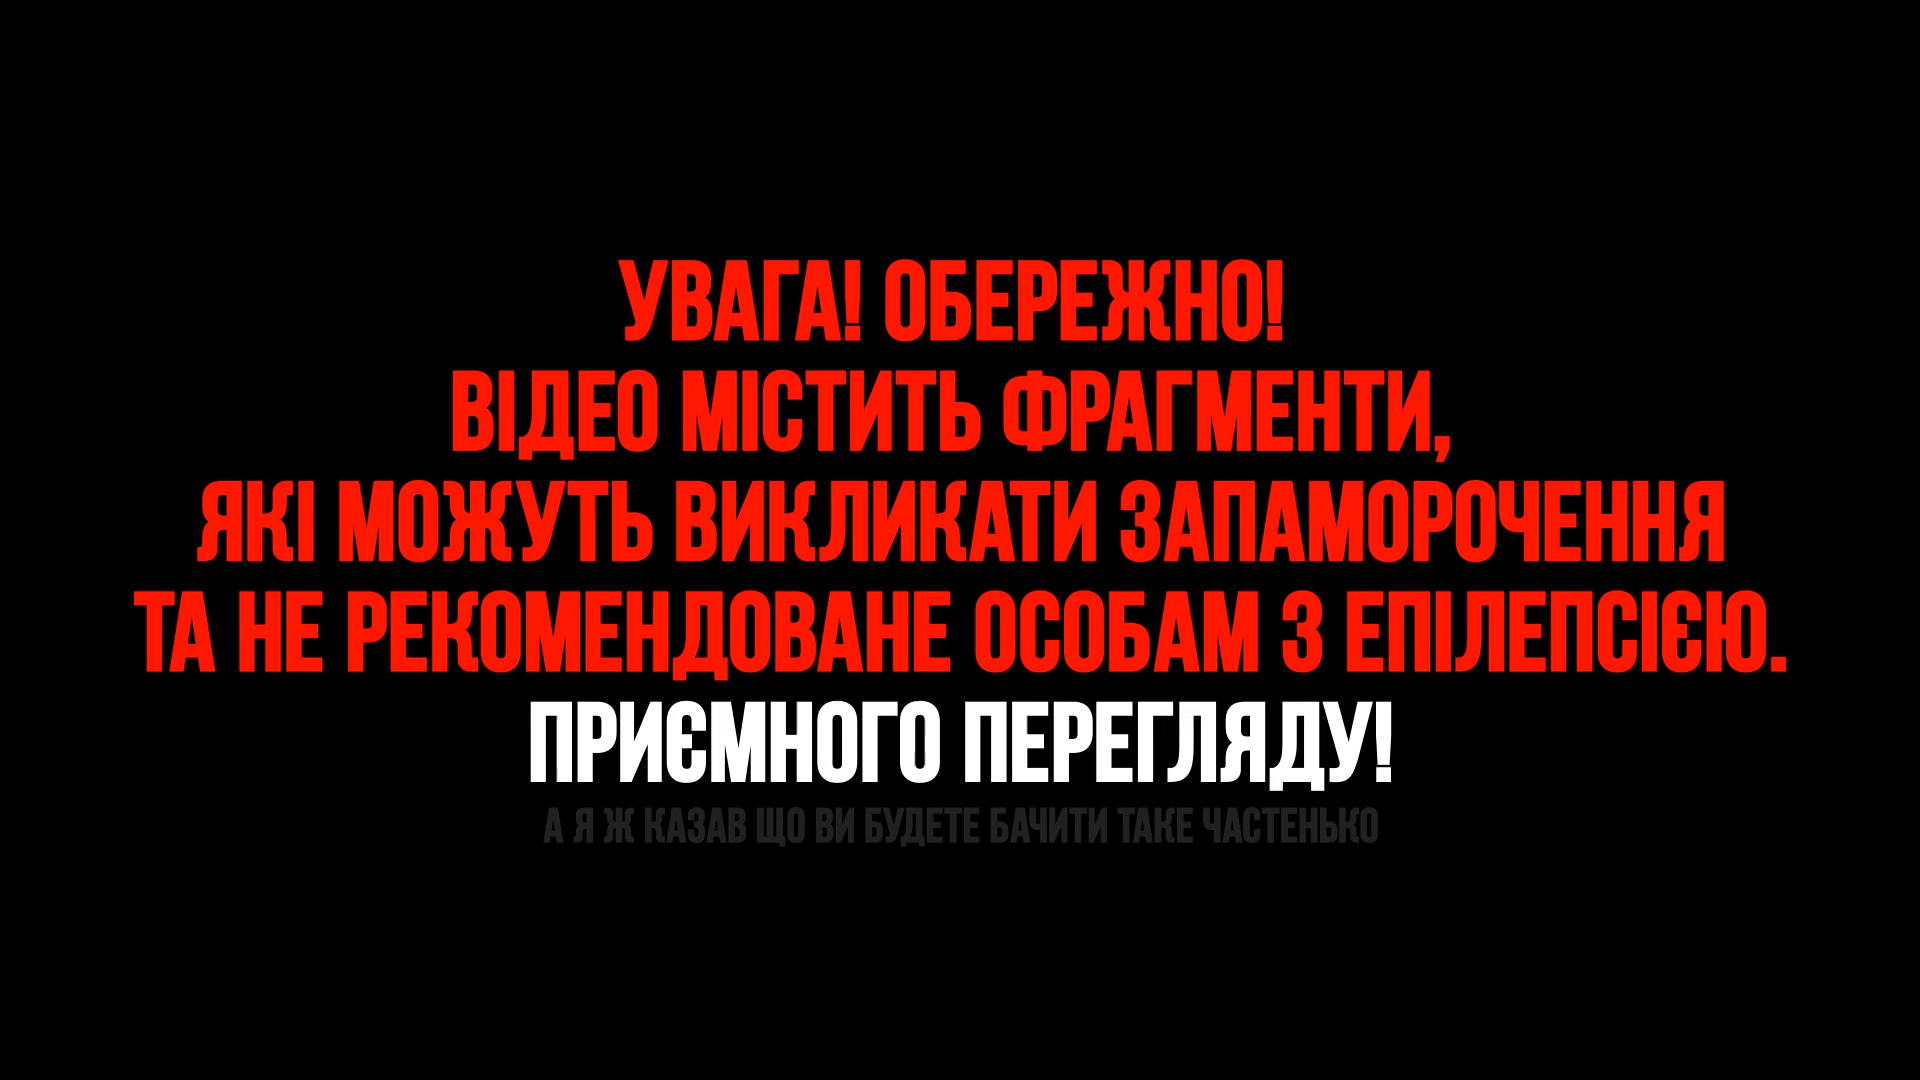 УВАГА! ОБЕРЕЖНО!
ВІДЕО МІСТИТЬ ФРАГМЕНТИ,
ЯКІ МОЖУТЬ ВИКЛИКАТИ ЗАПАМОРОЧЕННЯ
ТА НЕ РЕКОМЕНДОВАНЕ ОСОБАМ З ЕПІЛЕПСІЄЮ.
ПРИЄМНОГО ПЕРЕГЛЯДУ!
А Я Ж КАЗАВ ЩО ВИ БУДЕТЕ БАЧИТИ ТАКЕ ЧАСТЕНЬКО